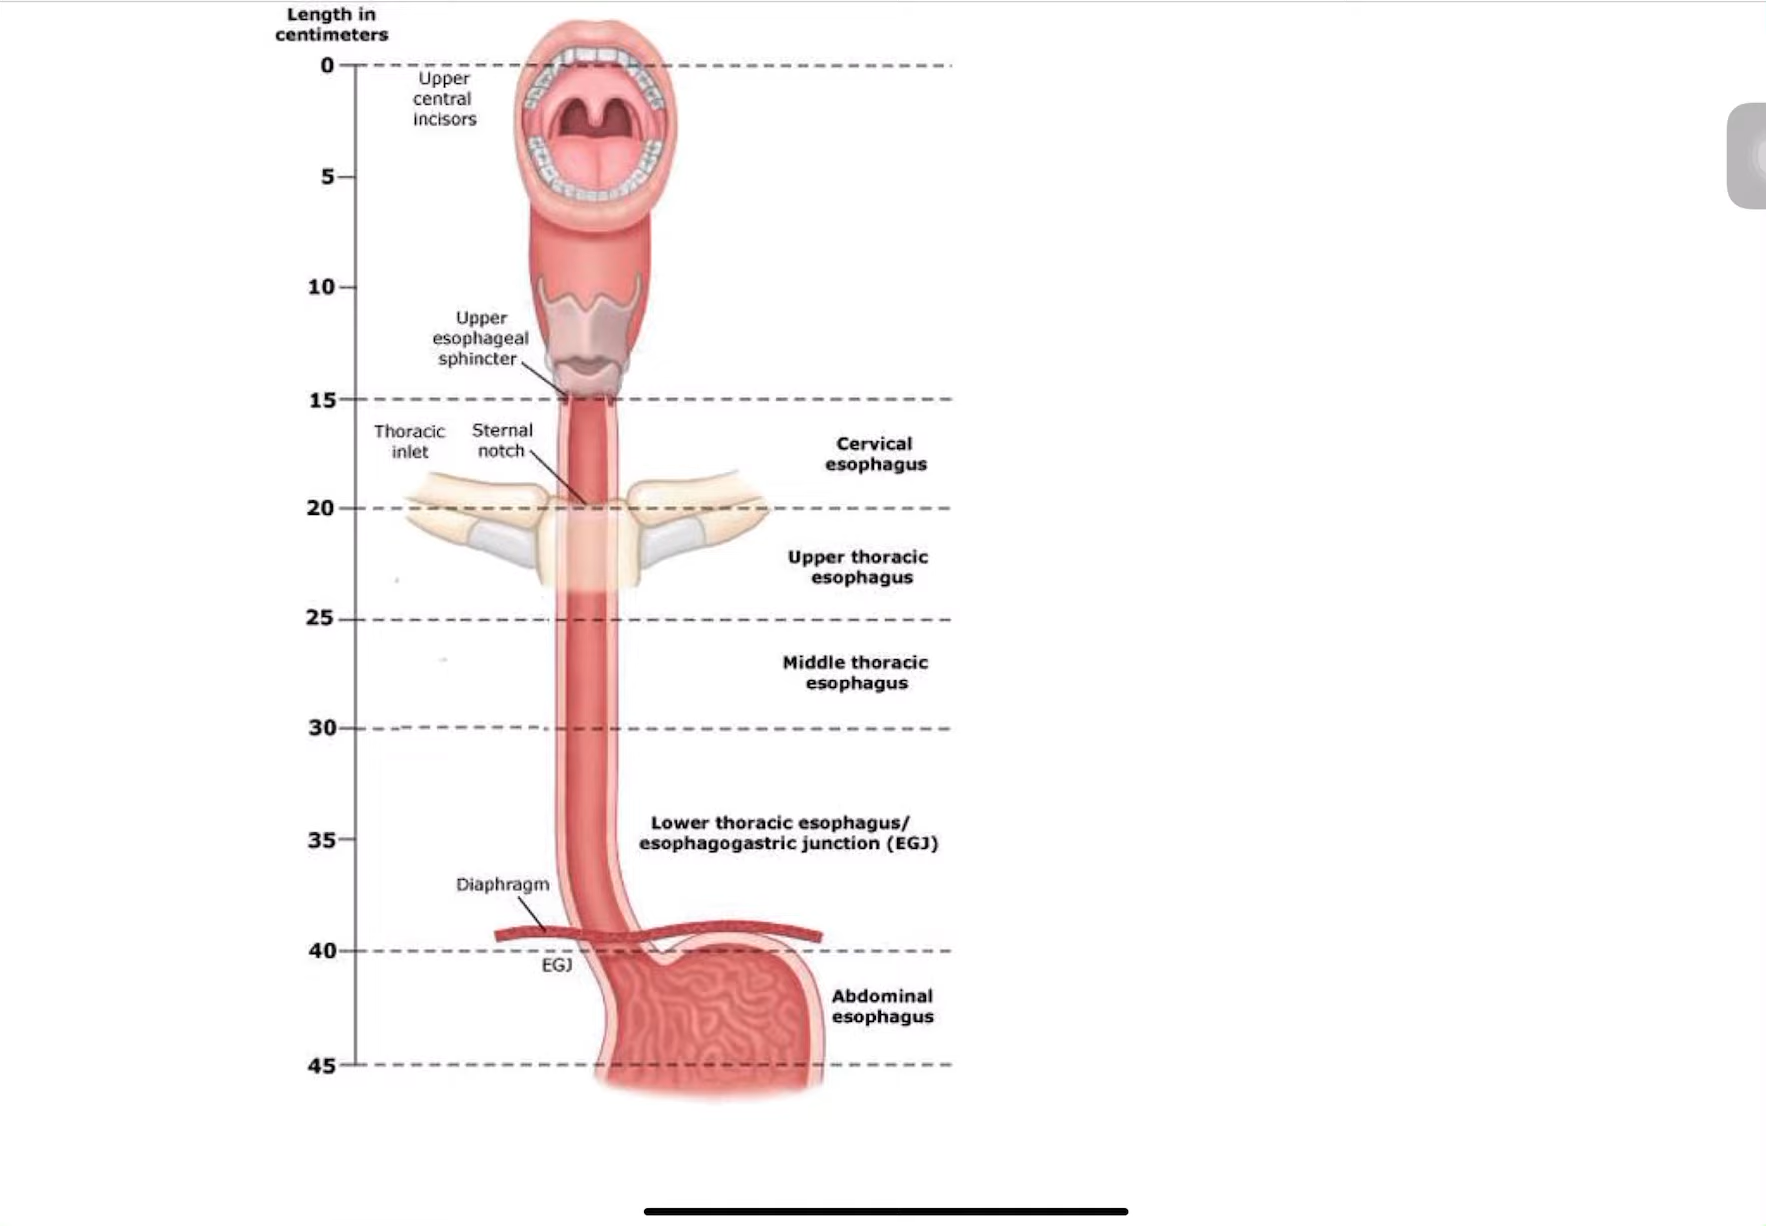 Length in
centimeters
0
Upper
central
incisors
5
10
Upper
esophageal
sphincter
15
Thoracic
inlet
Sternal
notch
Cervical
esophagus
20
Upper thoracic
esophagus
25
Middle thoracic
esophagus
30
Lower thoracic esophagus/
esophagogastric junction (EGJ)
35
Diaphragm
40
EGJ
Abdominal
esophagus
45